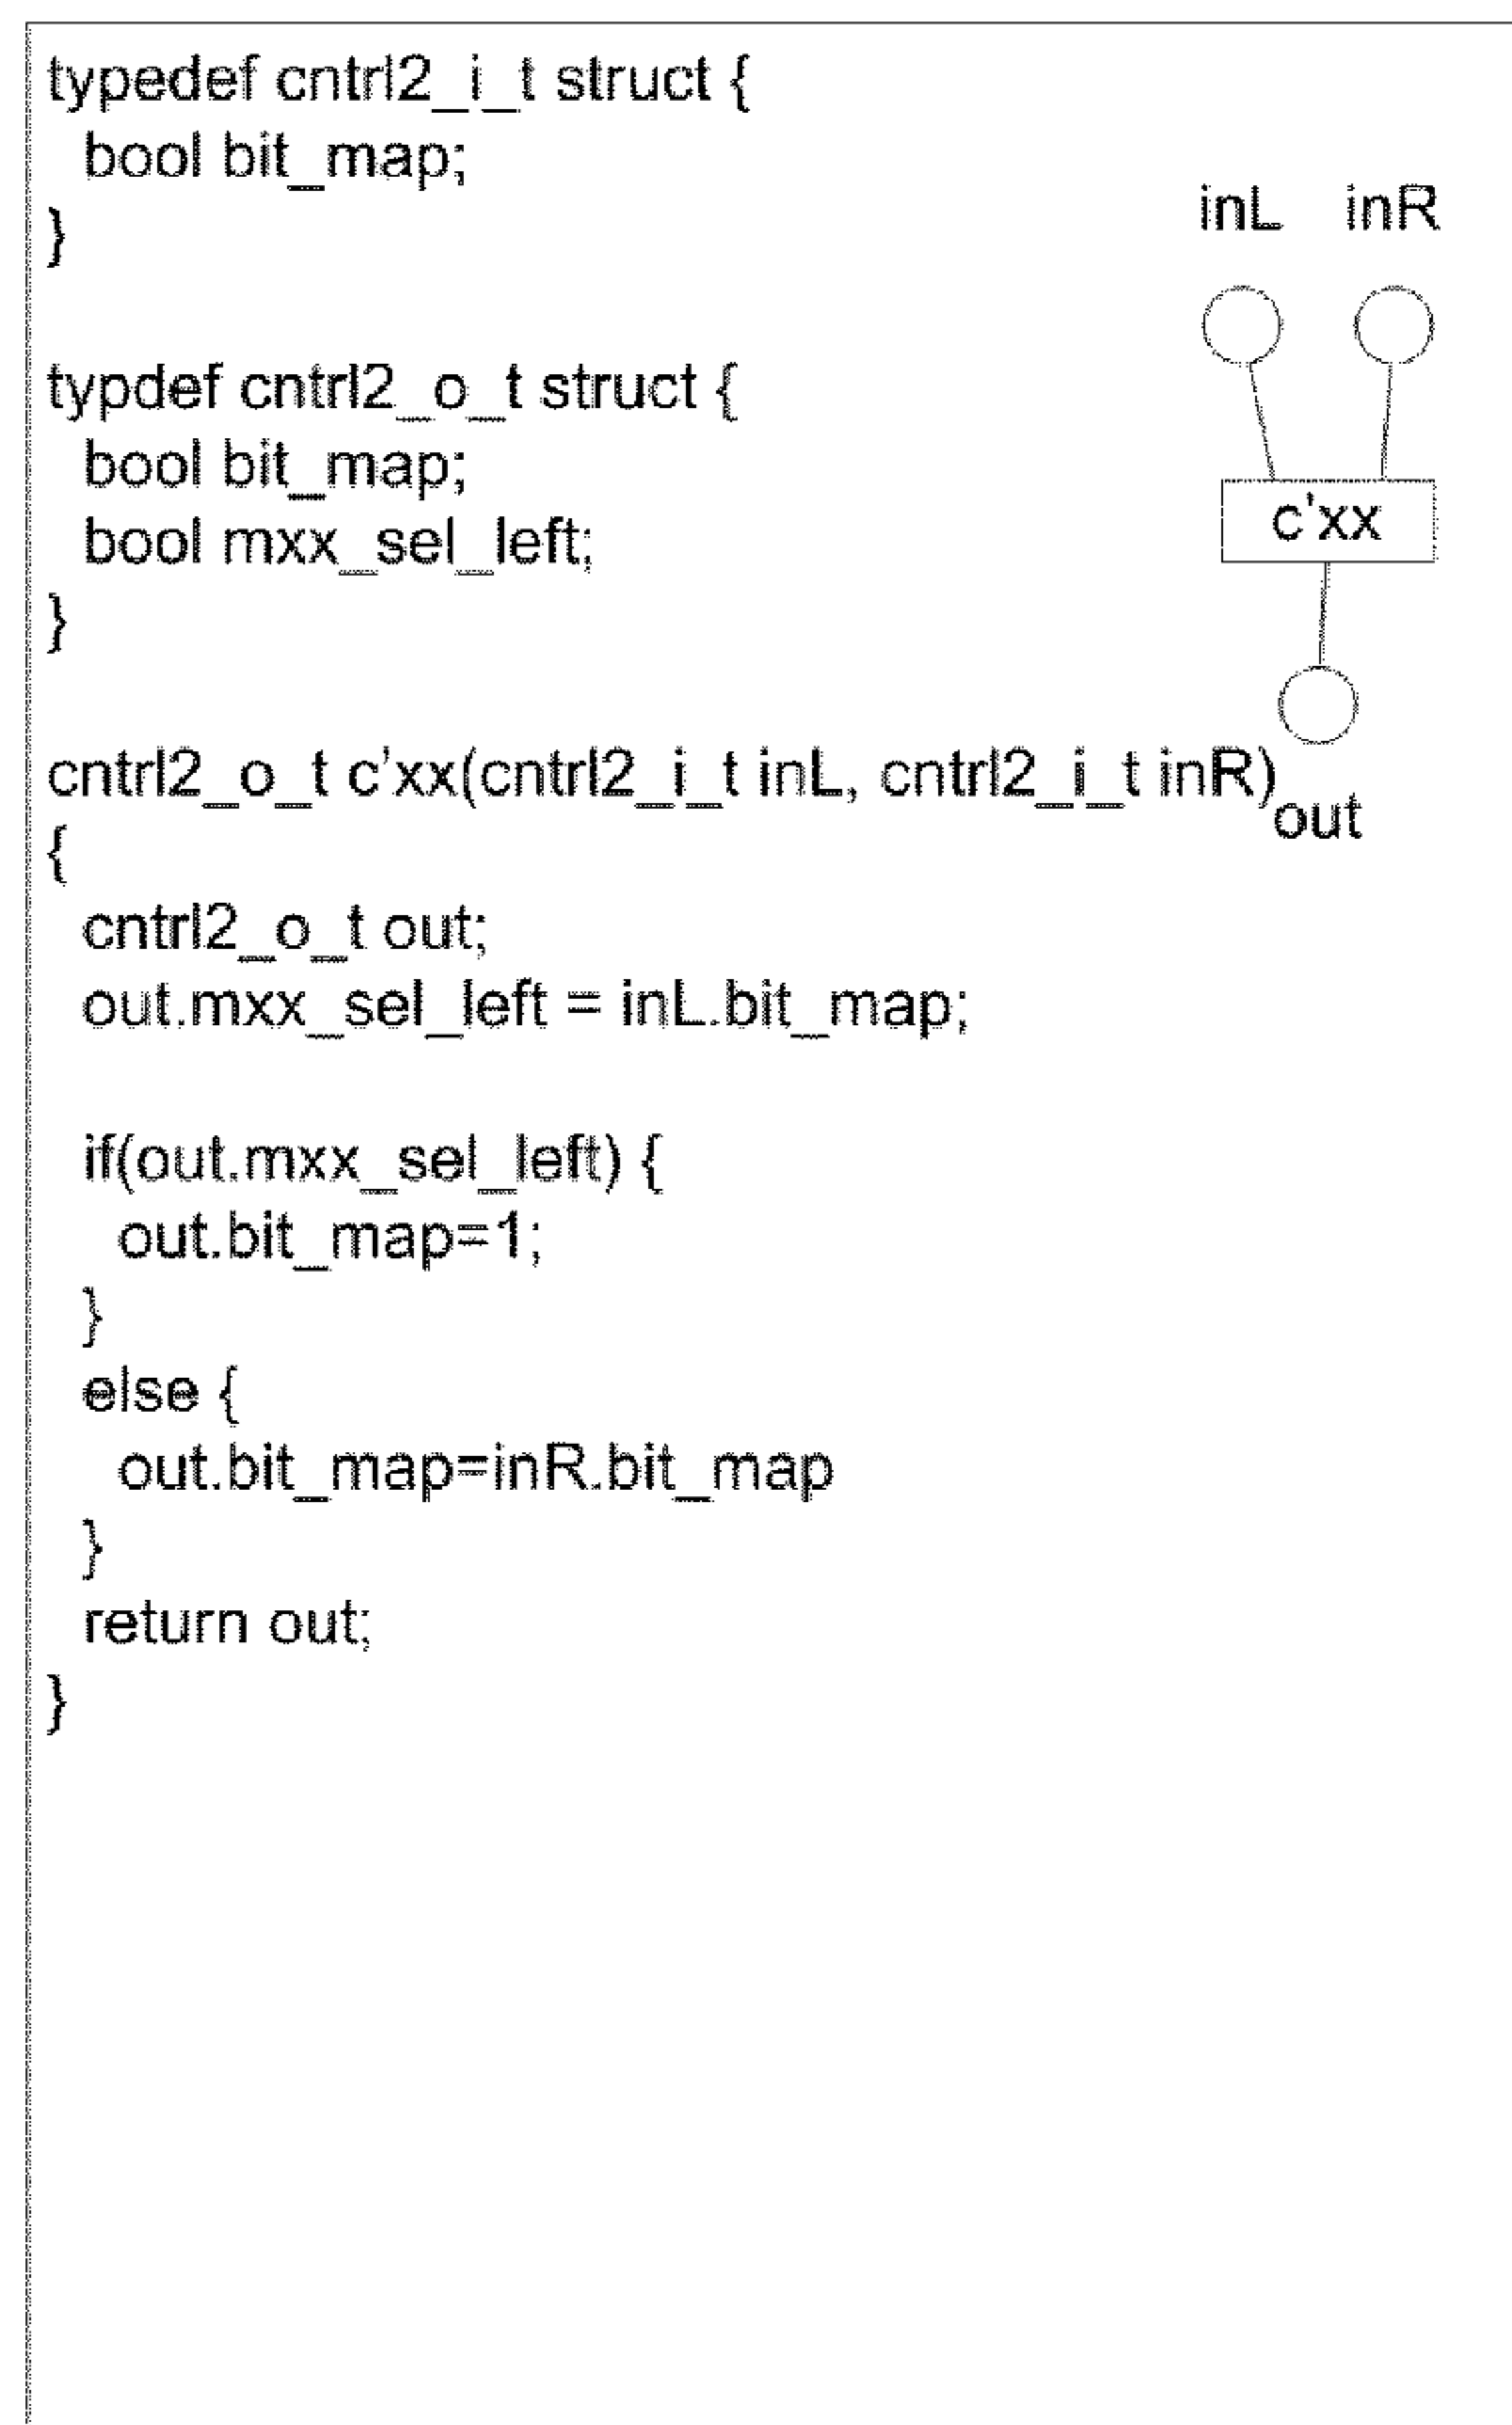 typedef cntrl2_i_t struct {
bool bit_map;
}
inL inR
typdef cntrl2_o_t struct {
bool bit_map;
bool mxx_sel_left;
}
c'xx
cntrl2_o_t c'xx(cntrl2_i_t inL, cntrl2_i_t inR)
out
{
cntrl2_o_t out;
out.mxx_sel_left = inL.bit_map;
if(out.mxx_sel_left) {
out.bit_map=1;
}
else {
out.bit_map=inR.bit_map
}
return out;
}